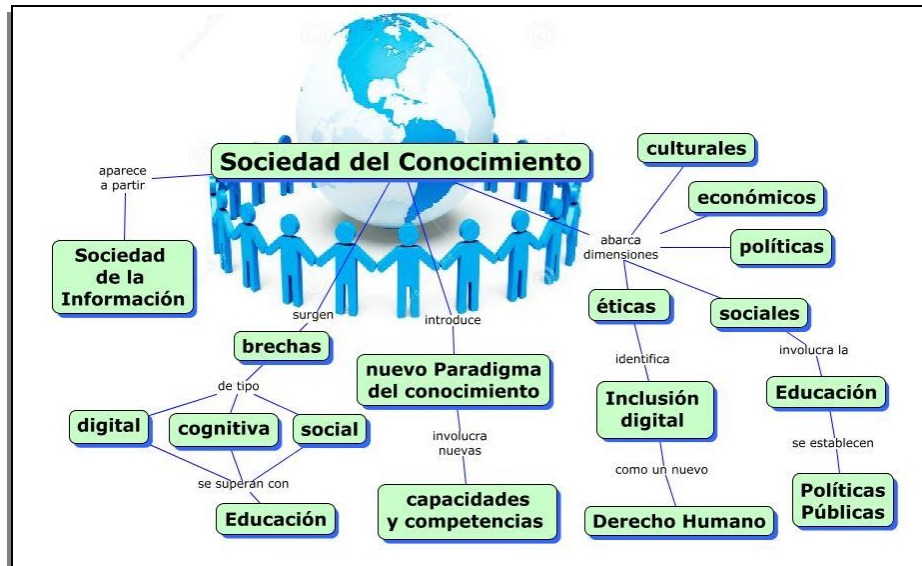 Sociedad del Conocimiento
aparece
a partir
Sociedad
de la
Información
culturales
económicos
abarca
dimensiones
políticas
éticas
sociales
surgen
introduce
brechas
nuevo Paradigma
del conocimiento
identifica
involucra la
de tipo
digital
cognitiva
social
involucra
nuevas
Inclusión
digital
Educación
se establecen
se superan con
Educación
capacidades
y competencias
como un nuevo
Derecho Humano
Políticas
Públicas